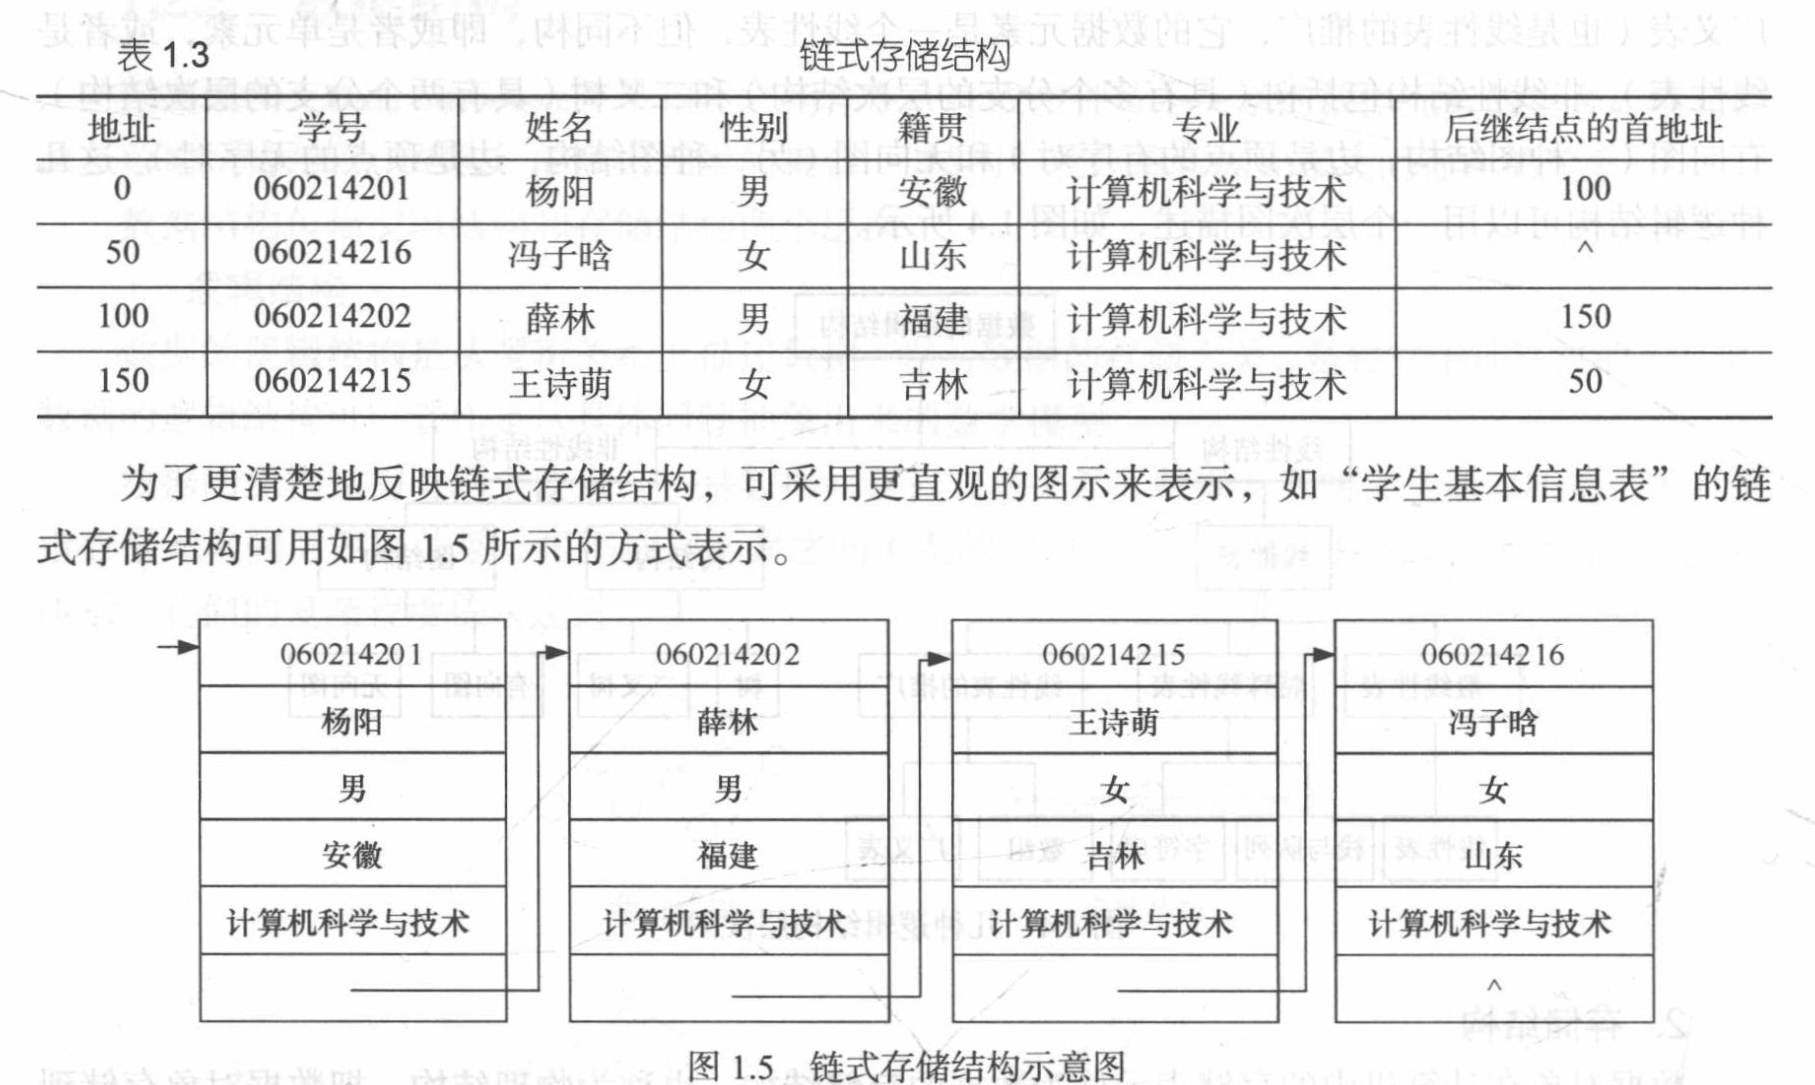 表 1.3 链式存储结构
地址 学号 姓名 性别 籍贯 专业 后继结点的首地址
0 060214201 杨阳 男 安徽 计算机科学与技术 100
50 060214216 冯子晗 女 山东 计算机科学与技术 ^
100 060214202 薛林 男 福建 计算机科学与技术 150
150 060214215 王诗萌 女 吉林 计算机科学与技术 50
为了更清楚地反映链式存储结构，可采用更直观的图示来表示，如“学生基本信息表”的链
式存储结构可用如图 1.5 所示的方式表示。
060214201 060214202 060214215 060214216
杨阳 薛林 王诗萌 冯子晗
男 男 女 女
安徽 福建 吉林 山东
计算机科学与技术 计算机科学与技术 计算机科学与技术 计算机科学与技术
^
图 1.5 链式存储结构示意图